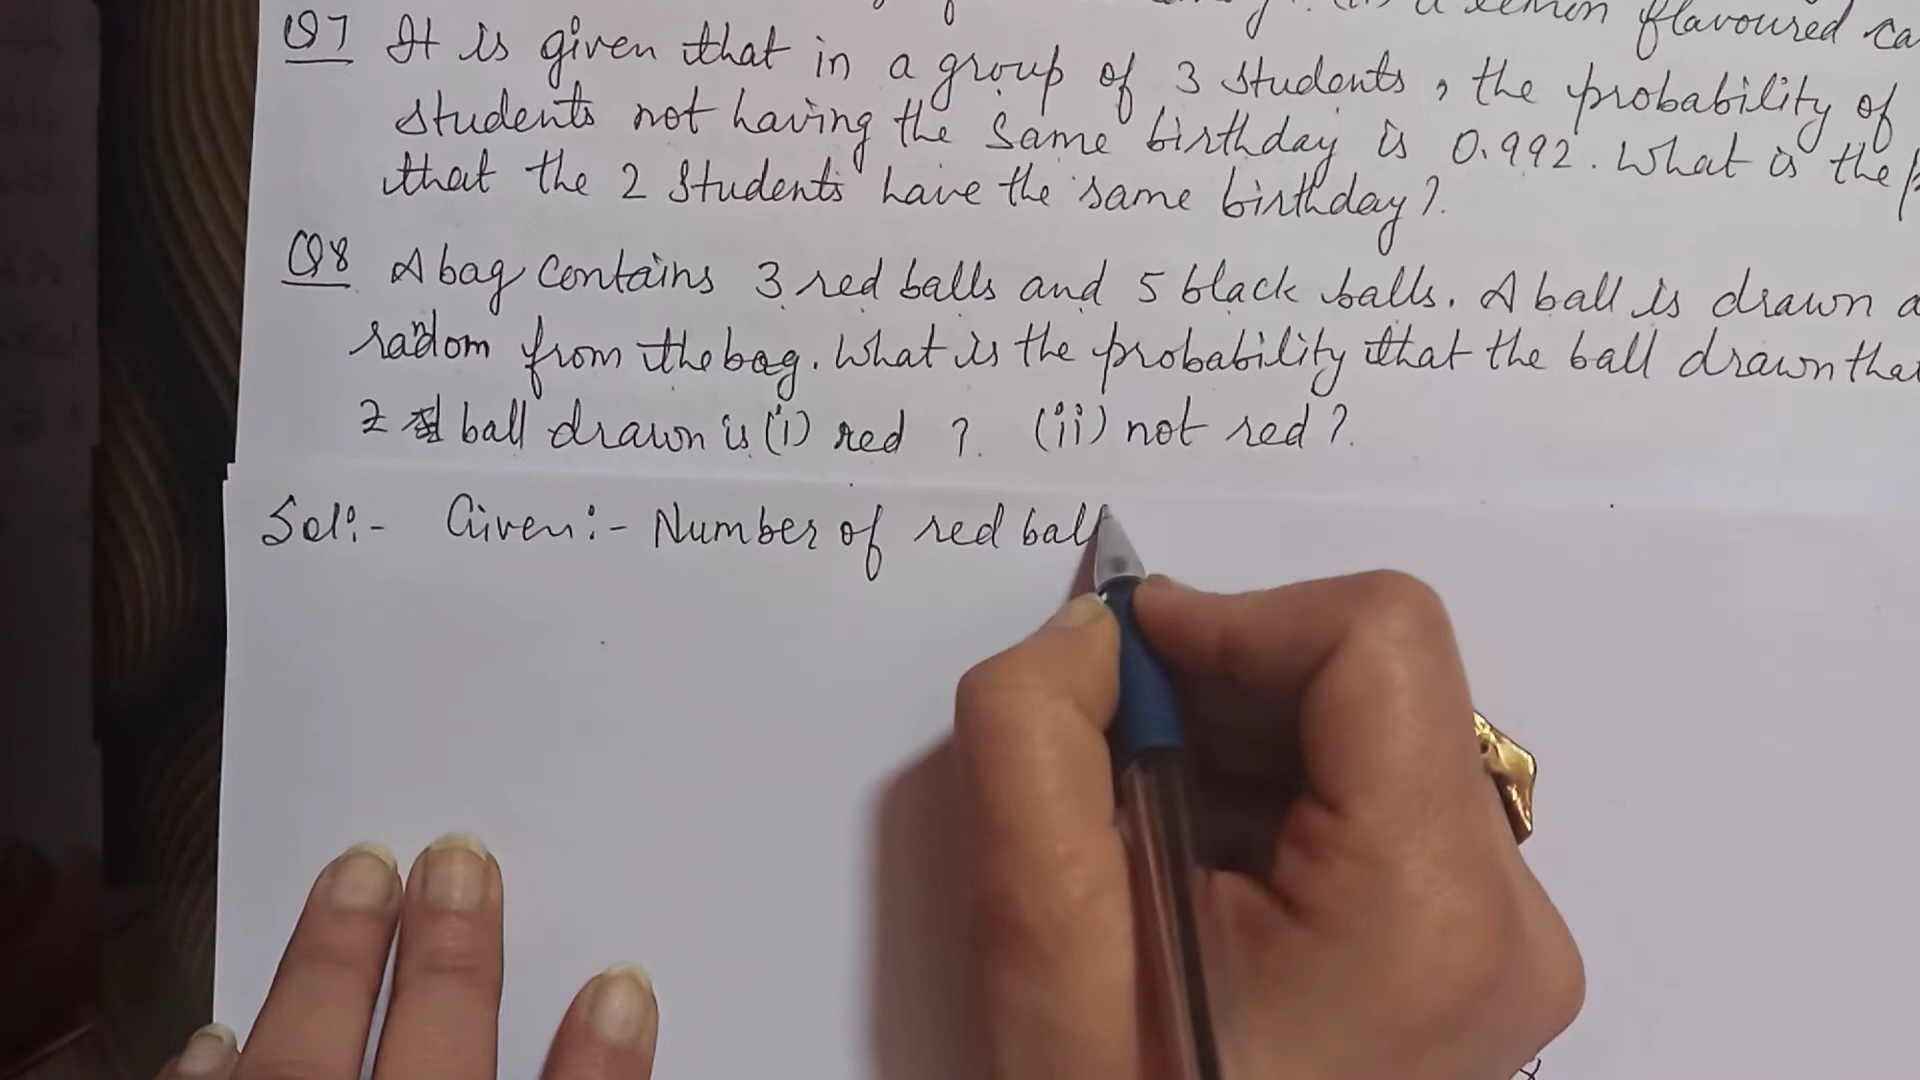 a lemon flavoured ca
Q7 It is given that in a group of 3 students, the probability of
students not having the same birthday is 0.992. What is the p
that the 2 students have the same birthday?
Q8 A bag contains 3 red balls and 5 black balls. A ball is drawn a
random from the bag. What is the probability that the ball drawn tha
ball drawn is (i) red ? (ii) not red ?
Sol:- Given:- Number of red ball